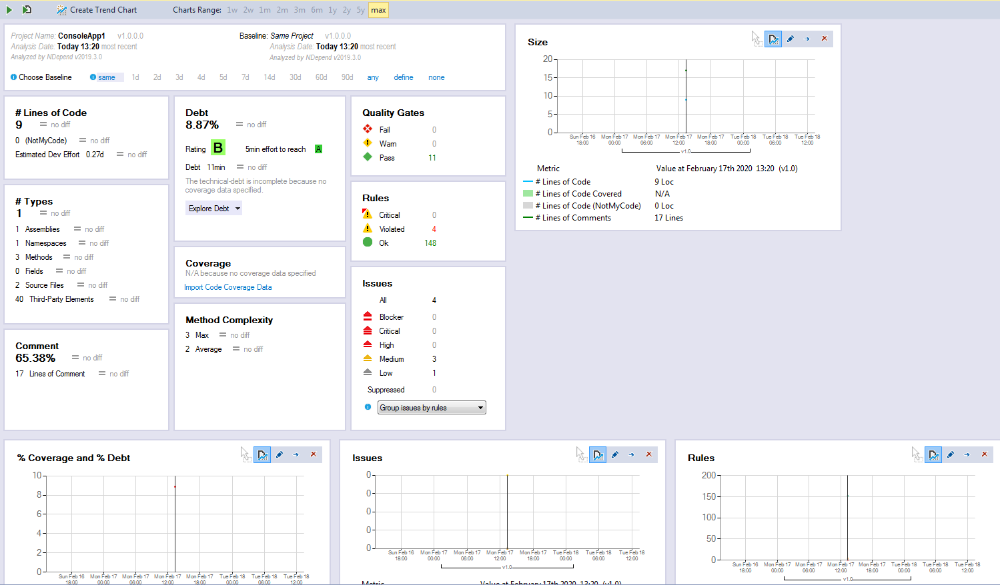 Create Trend Chart Charts Range: 1w 2w 1m 2m 3m 6m 1y 2y 5y max
Project Name: ConsoleApp1 v1.0.0.0
Analysis Date: Today 13:20 most recent
Analyzed by NDepend v2019.3.0
Baseline: Same Project v1.0.0.0
Analysis Date: Today 13:20 most recent
Analyzed by NDepend v2019.3.0
Choose Baseline same 1d 2d 3d 4d 5d 7d 14d 30d 60d 90d any define none
# Lines of Code
9 = no diff
0 (NotMyCode) = no diff
Estimated Dev Effort 0.27d = no diff
# Types
1 = no diff
1 Assemblies = no diff
1 Namespaces = no diff
3 Methods = no diff
0 Fields = no diff
2 Source Files = no diff
40 Third-Party Elements = no diff
Comment
65.38% = no diff
17 Lines of Comment = no diff
Debt
8.87% = no diff
Rating B 5min effort to reach A
Debt 11min = no diff
The technical-debt is incomplete because no
coverage data specified.
Explore Debt
Coverage
N/A because no coverage data specified
Import Code Coverage Data
Method Complexity
3 Max = no diff
2 Average = no diff
Quality Gates
Fail 0
Warn 0
Pass 11
Rules
Critical 0
Violated 4
Ok 148
Issues
All 4
Blocker 0
Critical 0
High 0
Medium 3
Low 1
Suppressed 0
Group issues by rules
Size
20
15
10
5
0
Sun Feb 16 Mon Feb 17 Mon Feb 17 Mon Feb 17 Mon Feb 17 Tue Feb 18 Tue Feb 18 Tue Feb 18
18:00 00:00 06:00 12:00 18:00 00:00 06:00 12:00
v1.0
Metric Value at February 17th 2020 13:20 (v1.0)
# Lines of Code 9 Loc
# Lines of Code Covered N/A
# Lines of Code (NotMyCode) 0 Loc
# Lines of Comments 17 Lines
% Coverage and % Debt
10
8
6
4
2
0
Sun Feb 16 Mon Feb 17 Mon Feb 17 Mon Feb 17 Mon Feb 17 Tue Feb 18 Tue Feb 18 Tue Feb 18
18:00 00:00 06:00 12:00 18:00 00:00 06:00 12:00
Issues
0
0
0
0
0
Sun Feb 16 Mon Feb 17 Mon Feb 17 Mon Feb 17 Mon Feb 17 Tue Feb 18 Tue Feb 18 Tue Feb 18
18:00 00:00 06:00 12:00 18:00 00:00 06:00 12:00
v1.0
Metric Value at February 17th 2020 13:20 (v1.0)
Rules
200
150
100
50
0
Sun Feb 16 Mon Feb 17 Mon Feb 17 Mon Feb 17 Mon Feb 17 Tue Feb 18 Tue Feb 18 Tue Feb 18
18:00 00:00 06:00 12:00 18:00 00:00 06:00 12:00
v1.0